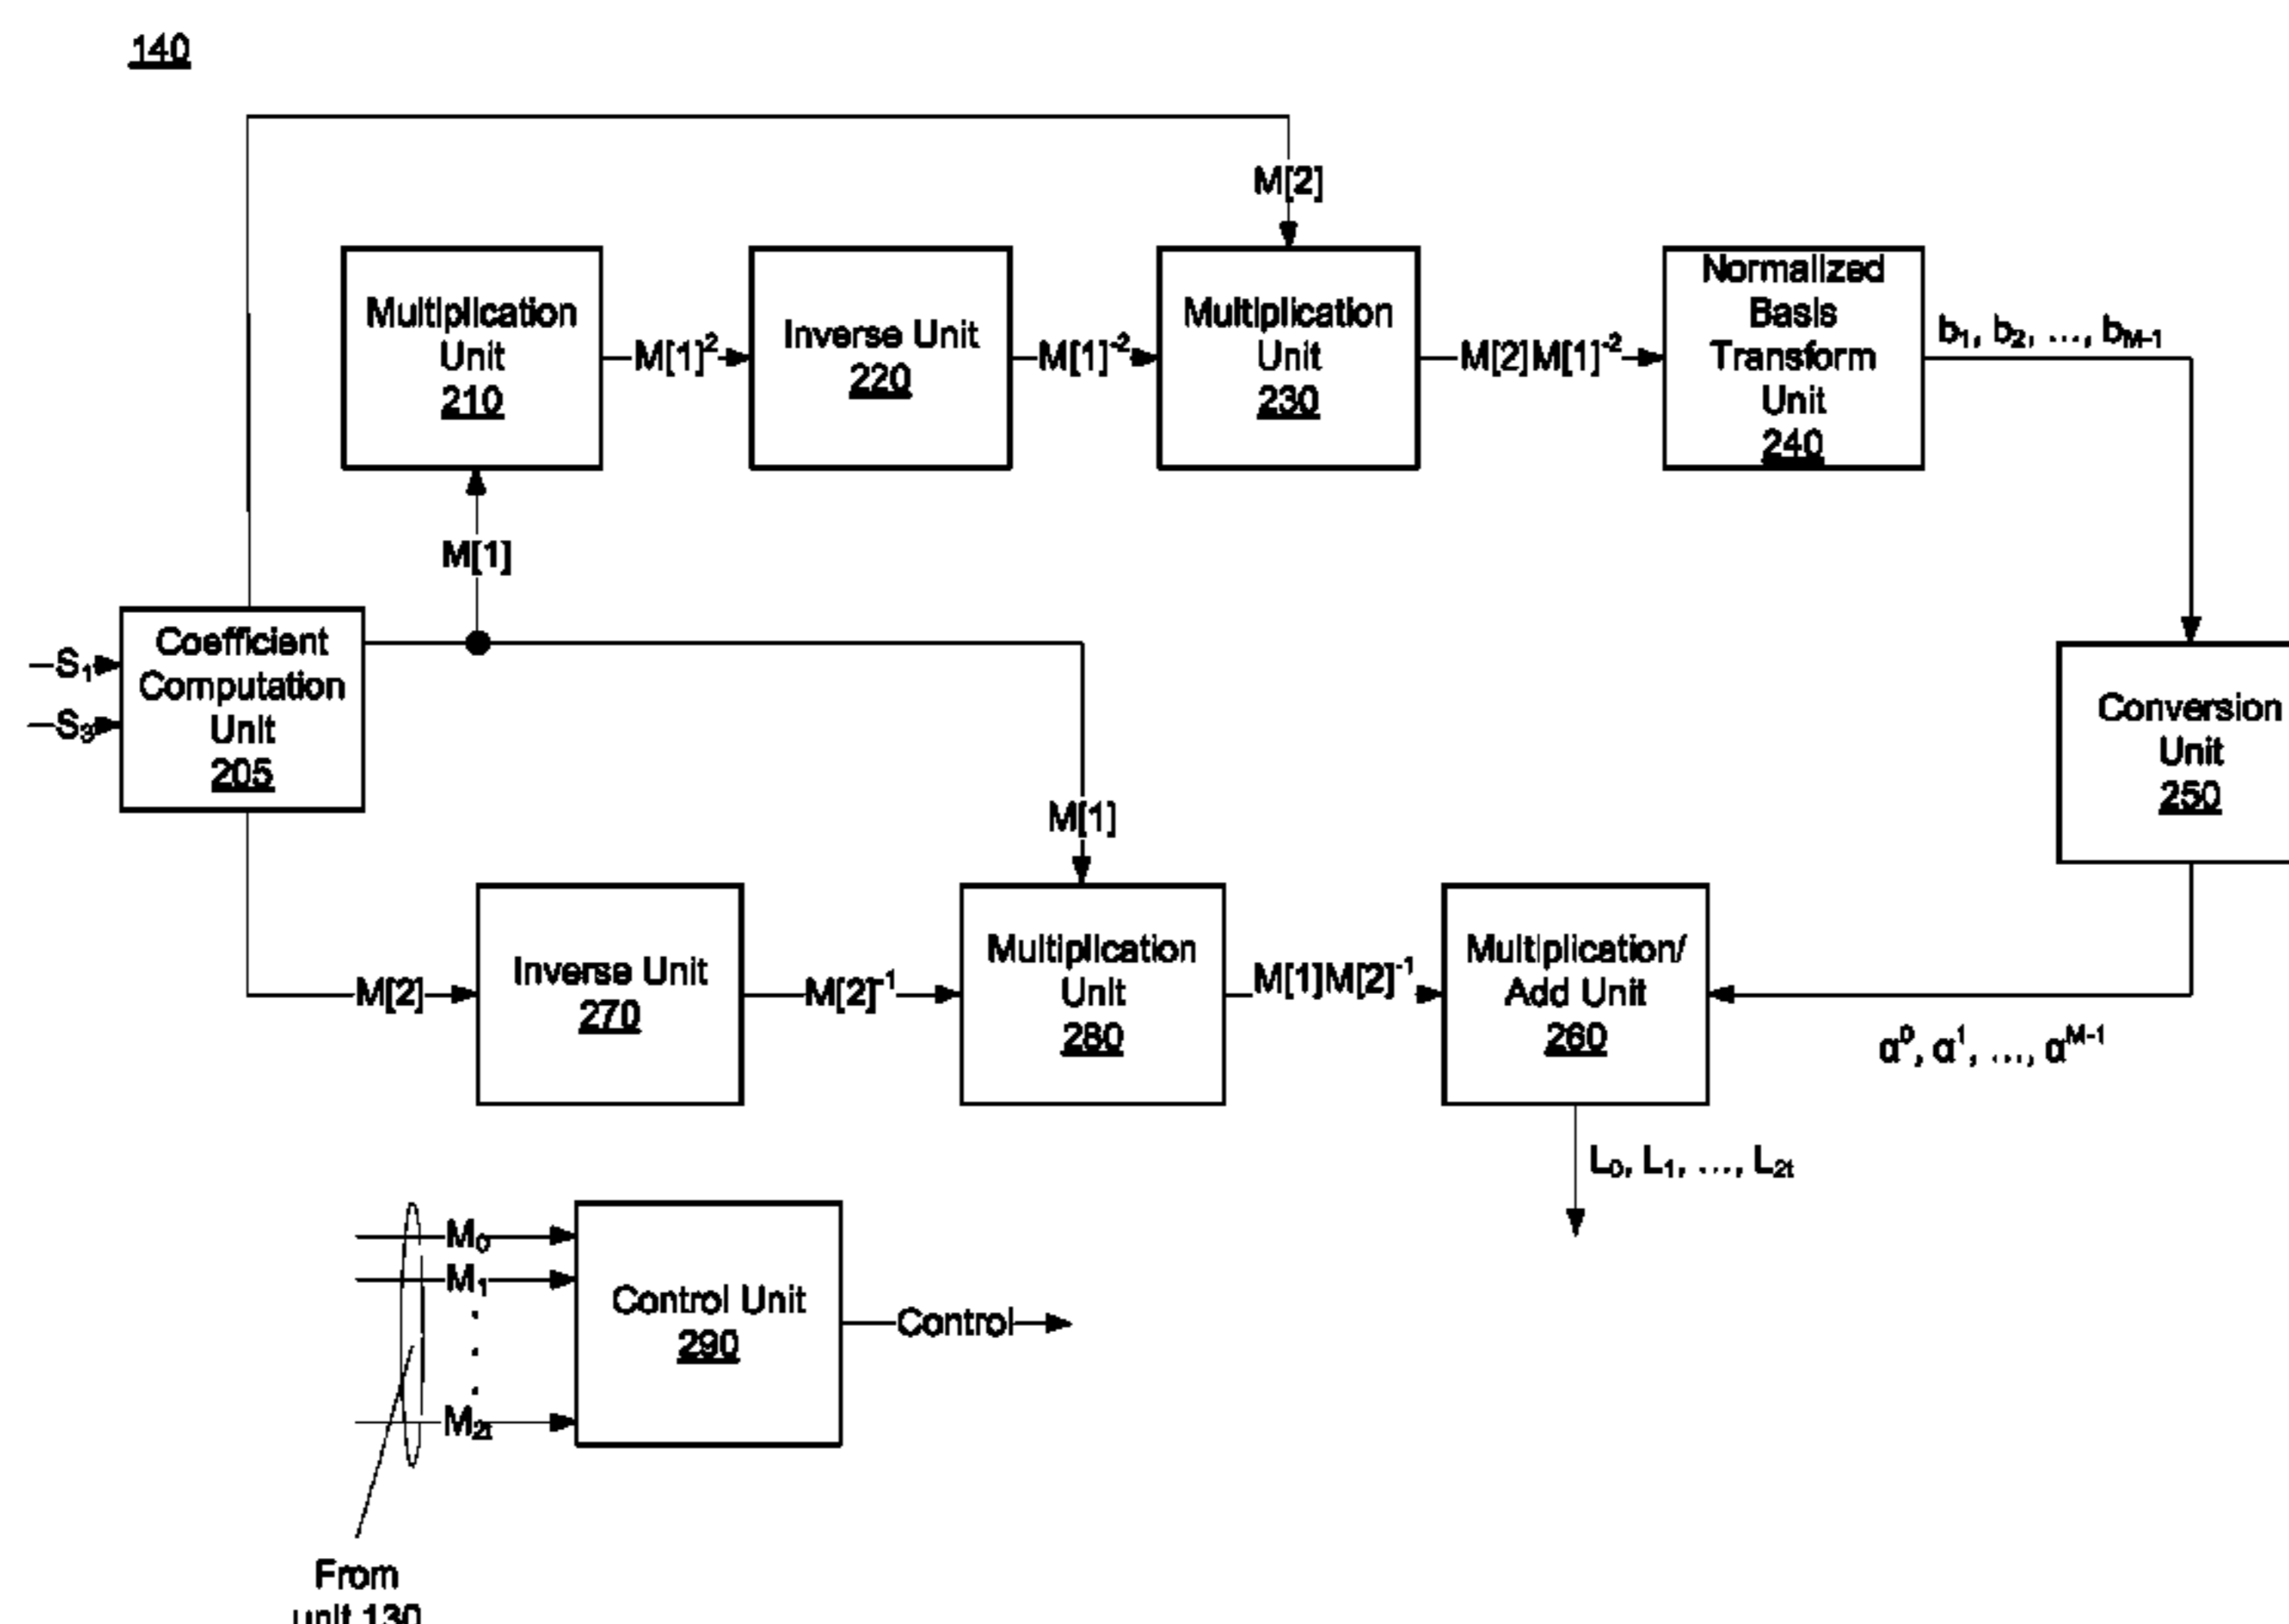 140
M[2]
Multiplication
Unit
210
M[1]²
Inverse Unit
220
M[1]⁻²
Multiplication
Unit
230
M[2]M[1]⁻²
Normalized
Basis
Transform
Unit
240
b₁, b₂, ..., b_M-1
M[1]
S₁
S₃
Coefficient
Computation
Unit
205
Conversion
Unit
250
M[1]
M[2]
Inverse Unit
270
M[2]⁻¹
Multiplication
Unit
280
M[1]M[2]⁻¹
Multiplication/
Add Unit
260
α⁰, α¹, ..., α^M-1
L₀, L₁, ..., L₂ₜ
M₀
M₁
.
.
.
M₂ₜ
Control Unit
290
Control
From
unit 130